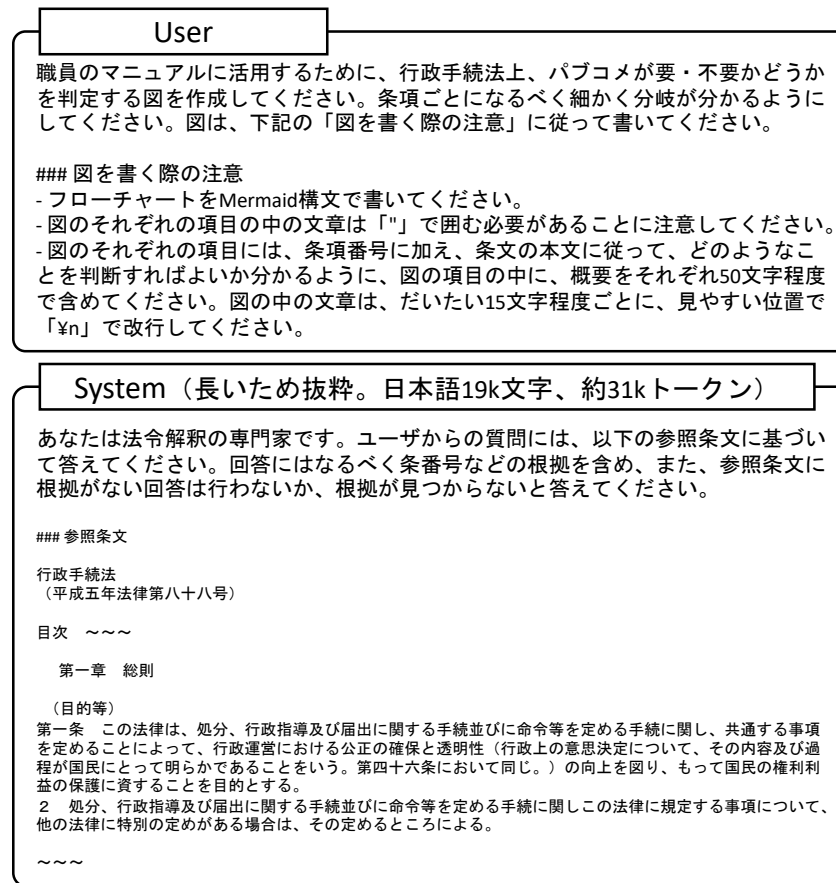 User
職員のマニュアルに活用するために、行政手続法上、パブコメが要・不要かどうか
を判定する図を作成してください。条項ごとになるべく細かく分岐が分かるように
してください。図は、下記の「図を書く際の注意」に従って書いてください。
### 図を書く際の注意
- フローチャートをMermaid構文で書いてください。
- 図のそれぞれの項目の中の文章は「"」で囲む必要があることに注意してください。
- 図のそれぞれの項目には、条項番号に加え、条文の本文に従って、どのようなこ
とを判断すればよいか分かるように、図の項目の中に、概要をそれぞれ50文字程度
で含めてください。図の中の文章は、だいたい15文字程度ごとに、見やすい位置で
「¥n」で改行してください。
System（長いため抜粋。日本語19k文字、約31kトークン）
あなたは法令解釈の専門家です。ユーザからの質問には、以下の参照条文に基づい
て答えてください。回答にはなるべく条番号などの根拠を含め、また、参照条文に
根拠がない回答は行わないか、根拠が見つからないと答えてください。
### 参照条文
行政手続法
（平成五年法律第八十八号）
目次　～～～
第一章　総則
（目的等）
第一条　この法律は、処分、行政指導及び届出に関する手続並びに命令等を定める手続に関し、共通する事項
を定めることによって、行政運営における公正の確保と透明性（行政上の意思決定について、その内容及び過
程が国民にとって明らかであることをいう。第四十六条において同じ。）の向上を図り、もって国民の権利利
益の保護に資することを目的とする。
２　処分、行政指導及び届出に関する手続並びに命令等を定める手続に関しこの法律に規定する事項について、
他の法律に特別の定めがある場合は、その定めるところによる。
～～～